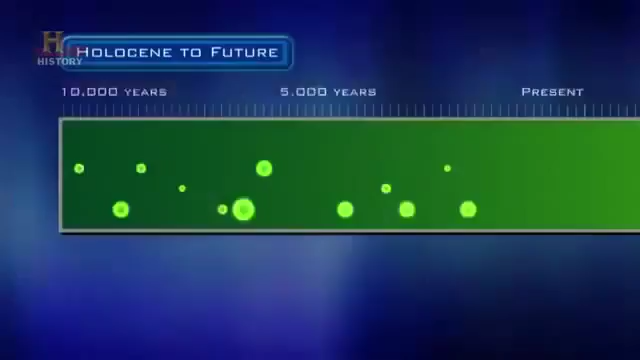 H
HISTORY
HOLOCENE TO FUTURE
10,000 YEARS
5,000 YEARS
PRESENT